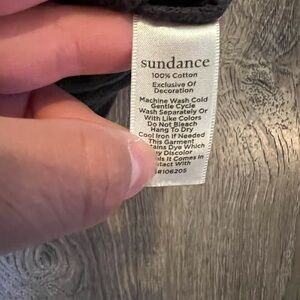 sundance
100% Cotton
Exclusive Of
Decoration
Machine Wash Cold
Gentle Cycle
Wash Separately Or
With Like Colors
Do Not Bleach
Hang To Dry
Cool Iron If Needed
This Garment
Dye Which
Discolor
It Comes In
With
#106205